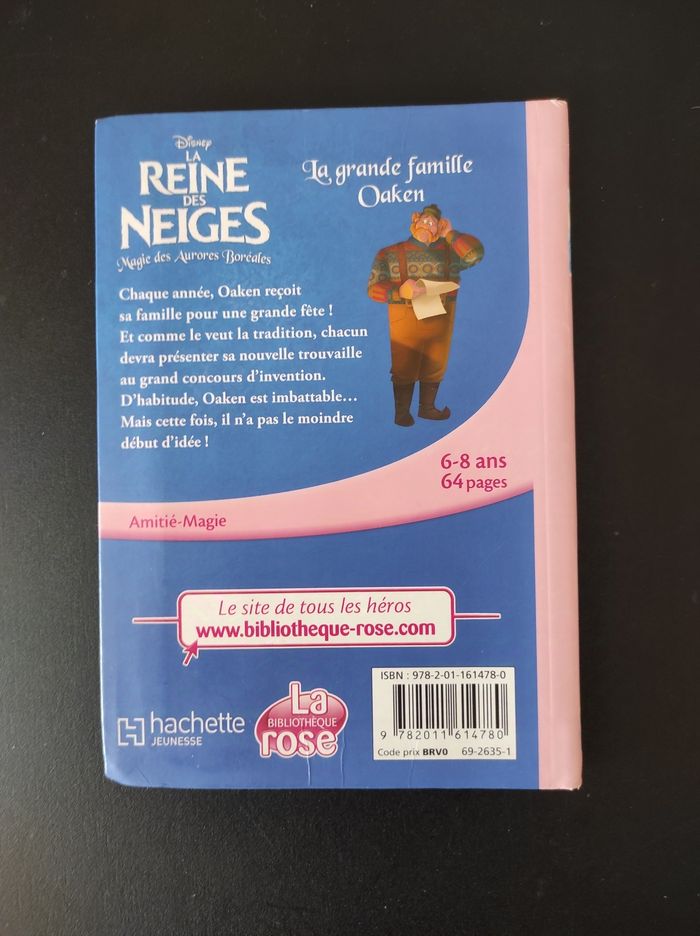 Disney
LA
REINE
DES
NEIGES
Magie des Aurores Boréales
La grande famille
Oaken
Chaque année, Oaken reçoit
sa famille pour une grande fête !
Et comme le veut la tradition, chacun
devra présenter sa nouvelle trouvaille
au grand concours d'invention.
D'habitude, Oaken est imbattable…
Mais cette fois, il n'a pas le moindre
début d'idée !
6-8 ans
64 pages
Amitié-Magie
Le site de tous les héros
www.bibliotheque-rose.com
hachette
JEUNESSE
La
BIBLIOTHÈQUE
rose
ISBN : 978-2-01-161478-0
9 782011 614780
Code prix BRV0 69-2635-1